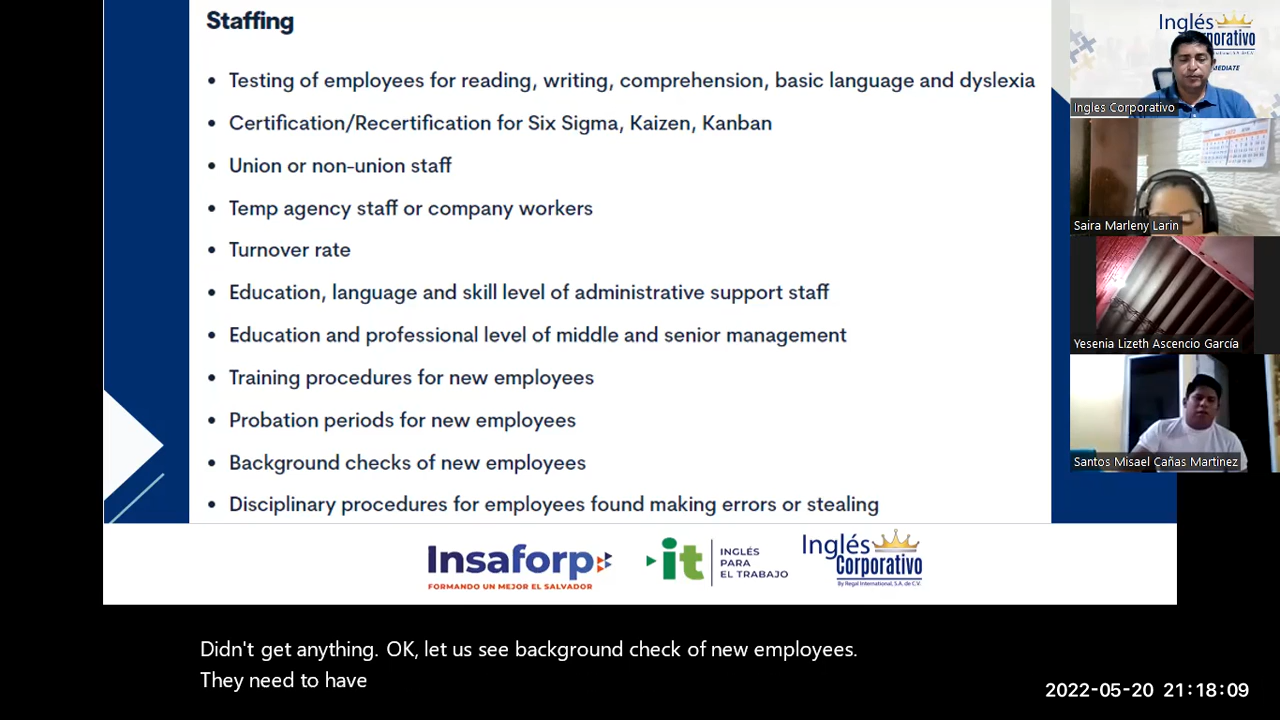 Staffing
• Testing of employees for reading, writing, comprehension, basic language and dyslexia
• Certification/Recertification for Six Sigma, Kaizen, Kanban
• Union or non-union staff
• Temp agency staff or company workers
• Turnover rate
• Education, language and skill level of administrative support staff
• Education and professional level of middle and senior management
• Training procedures for new employees
• Probation periods for new employees
• Background checks of new employees
• Disciplinary procedures for employees found making errors or stealing
Insaforp
FORMANDO UN MEJOR EL SALVADOR
it
INGLÉS
PARA
EL TRABAJO
Inglés
Corporativo
By Regal International, S.A. de C.V.
Inglés
Ingles Corporativo
Saira Marleny Larin
Yesenia Lizeth Ascencio García
Santos Misael Cañas Martinez
Didn't get anything. OK, let us see background check of new employees.
They need to have
2022-05-20 21:18:09